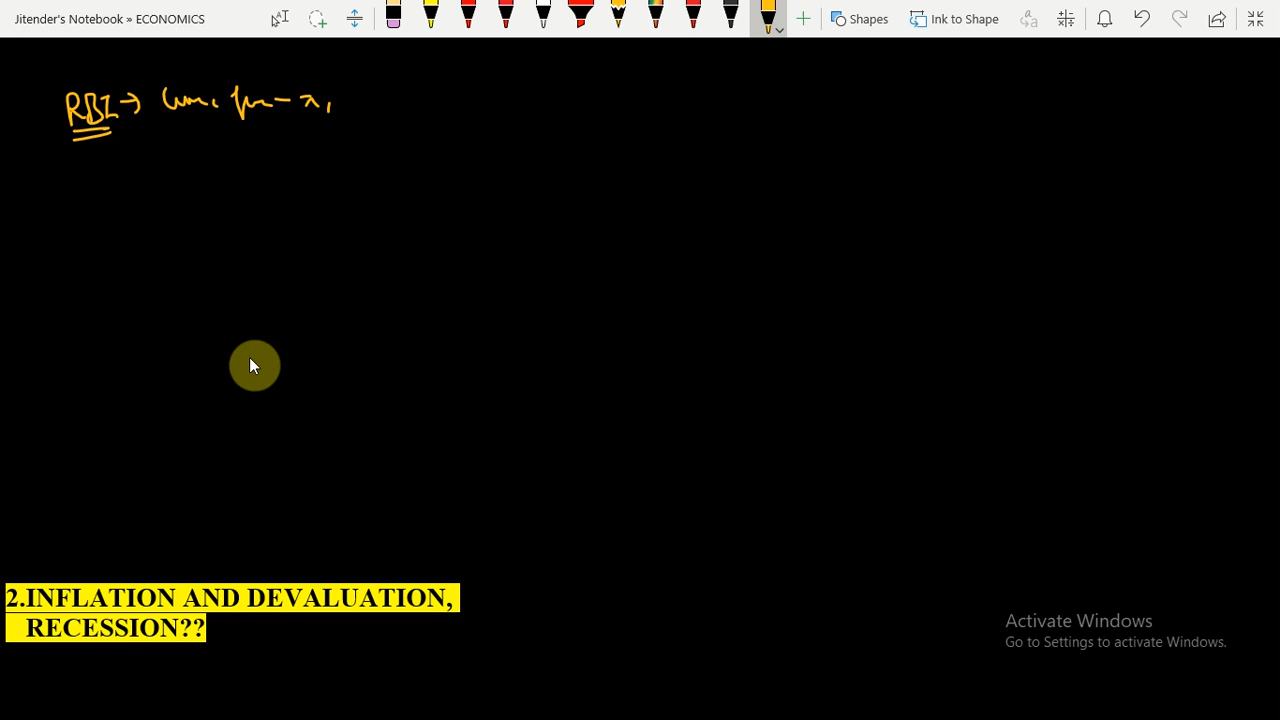 Jitender's Notebook » ECONOMICS
Shapes
Ink to Shape
RBI →
2.INFLATION AND DEVALUATION,
RECESSION??
Activate Windows
Go to Settings to activate Windows.